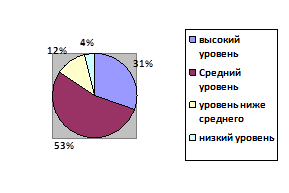 4%
12%
31%
53%
высокий
уровень
Средний
уровень
уровень ниже
среднего
низкий уровень